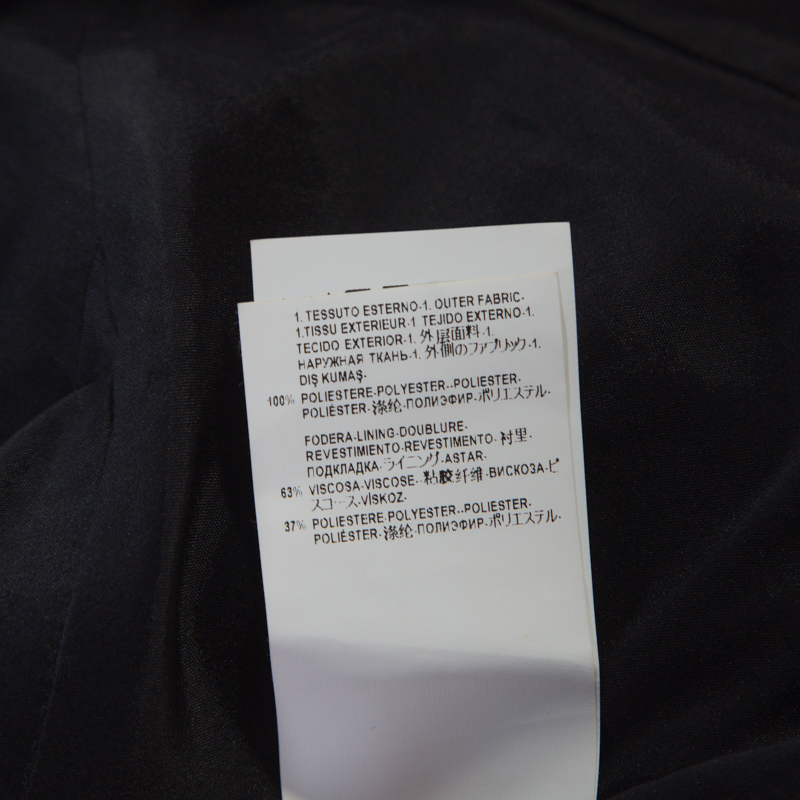 1. TESSUTO ESTERNO-1. OUTER FABRIC-
1.TISSU EXTERIEUR-1 TEJIDO EXTERNO-1.
TECIDO EXTERIOR-1. 外层面料-1.
НАРУЖНАЯ ТКАНЬ-1. 外側のファブリック-1.
DIŞ KUMAŞ-
100% POLIESTERE-POLYESTER--POLIESTER-
POLIÉSTER-涤纶-ПОЛИЭФИР-ポリエステル-
FODERA-LINING-DOUBLURE-
REVESTIMIENTO-REVESTIMENTO- 衬里-
ПОДКЛАДКА-ライニング-ASTAR-
63% VISCOSA-VISCOSE--粘胶纤维-ВИСКОЗА-ビ
スコース-VİSKOZ-
37% POLIESTERE-POLYESTER--POLIESTER-
POLIÉSTER-涤纶-ПОЛИЭФИР-ポリエステル-